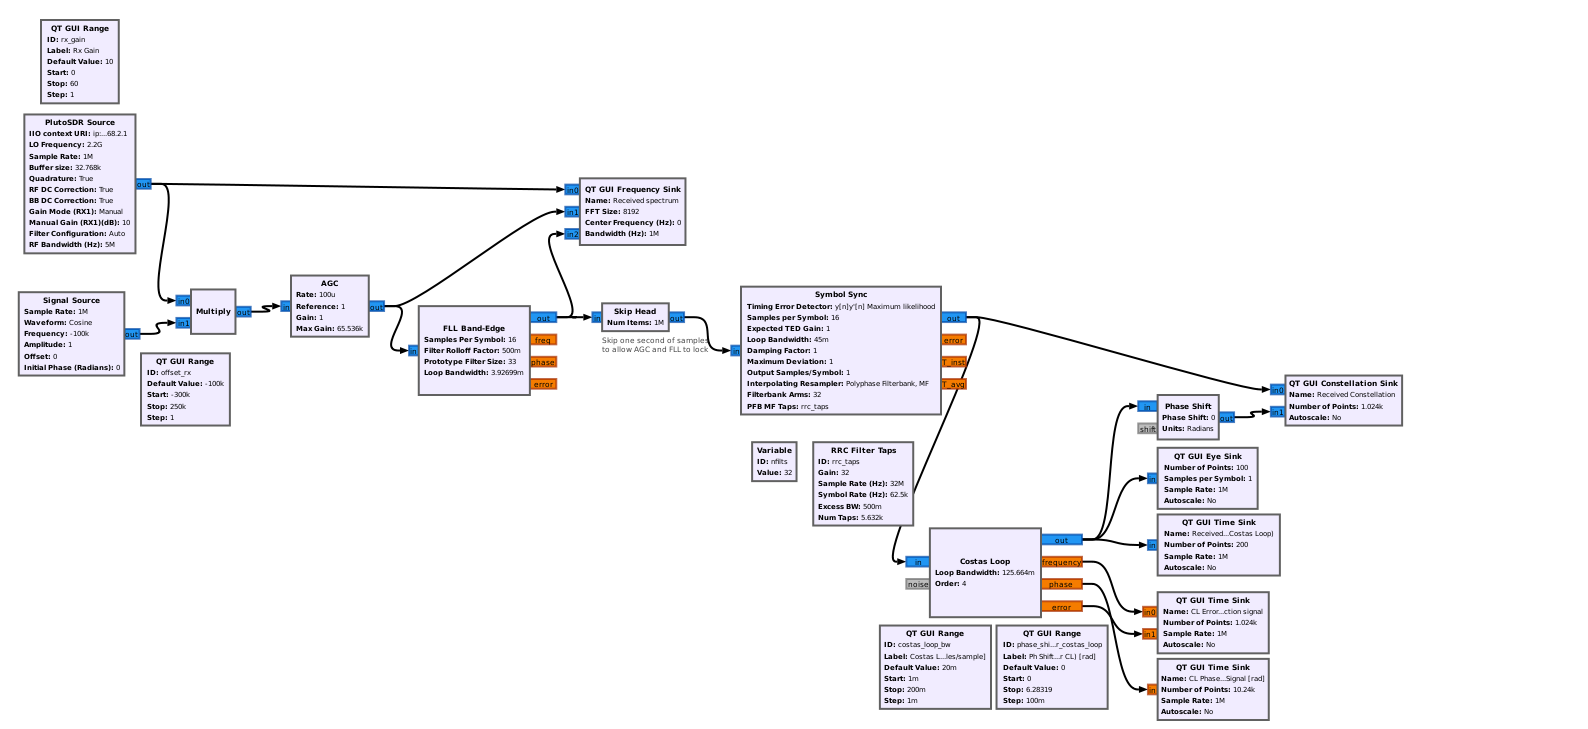 QT GUI Range
ID: rx_gain
Label: Rx Gain
Default Value: 10
Start: 0
Stop: 60
Step: 1
PlutoSDR Source
IIO context URI: ip:...68.2.1
LO Frequency: 2.2G
Sample Rate: 1M
Buffer size: 32.768k
Quadrature: True
RF DC Correction: True
BB DC Correction: True
Gain Mode (RX1): Manual
Manual Gain (RX1)(dB): 10
Filter Configuration: Auto
RF Bandwidth (Hz): 5M
out
Signal Source
Sample Rate: 1M
Waveform: Cosine
Frequency: -100k
Amplitude: 1
Offset: 0
Initial Phase (Radians): 0
out
QT GUI Range
ID: offset_rx
Default Value: -100k
Start: -300k
Stop: 250k
Step: 1
in0
in1
Multiply
out
in
AGC
Rate: 100u
Reference: 1
Gain: 1
Max Gain: 65.536k
out
in0
in1
in2
QT GUI Frequency Sink
Name: Received spectrum
FFT Size: 8192
Center Frequency (Hz): 0
Bandwidth (Hz): 1M
in
FLL Band-Edge
Samples Per Symbol: 16
Filter Rolloff Factor: 500m
Prototype Filter Size: 33
Loop Bandwidth: 3.92699m
out
freq
phase
error
in
Skip Head
Num Items: 1M
out
Skip one second of samples
to allow AGC and FLL to lock
in
Symbol Sync
Timing Error Detector: y[n]y'[n] Maximum likelihood
Samples per Symbol: 16
Expected TED Gain: 1
Loop Bandwidth: 45m
Damping Factor: 1
Maximum Deviation: 1
Output Samples/Symbol: 1
Interpolating Resampler: Polyphase Filterbank, MF
Filterbank Arms: 32
PFB MF Taps: rrc_taps
out
error
T_inst
T_avg
Variable
ID: nfilts
Value: 32
RRC Filter Taps
ID: rrc_taps
Gain: 32
Sample Rate (Hz): 32M
Symbol Rate (Hz): 62.5k
Excess BW: 500m
Num Taps: 5.632k
in
noise
Costas Loop
Loop Bandwidth: 125.664m
Order: 4
out
frequency
phase
error
QT GUI Range
ID: costas_loop_bw
Label: Costas L...les/sample]
Default Value: 20m
Start: 1m
Stop: 200m
Step: 1m
QT GUI Range
ID: phase_shi...r_costas_loop
Label: Ph Shift...r CL) [rad]
Default Value: 0
Start: 0
Stop: 6.28319
Step: 100m
in
shift
Phase Shift
Phase Shift: 0
Units: Radians
out
in0
in1
QT GUI Constellation Sink
Name: Received Constellation
Number of Points: 1.024k
Autoscale: No
in
QT GUI Eye Sink
Number of Points: 100
Samples per Symbol: 1
Sample Rate: 1M
Autoscale: No
in
QT GUI Time Sink
Name: Received...Costas Loop)
Number of Points: 200
Sample Rate: 1M
Autoscale: No
in0
in1
QT GUI Time Sink
Name: CL Error...ction signal
Number of Points: 1.024k
Sample Rate: 1M
Autoscale: No
in
QT GUI Time Sink
Name: CL Phase...Signal [rad]
Number of Points: 10.24k
Sample Rate: 1M
Autoscale: No